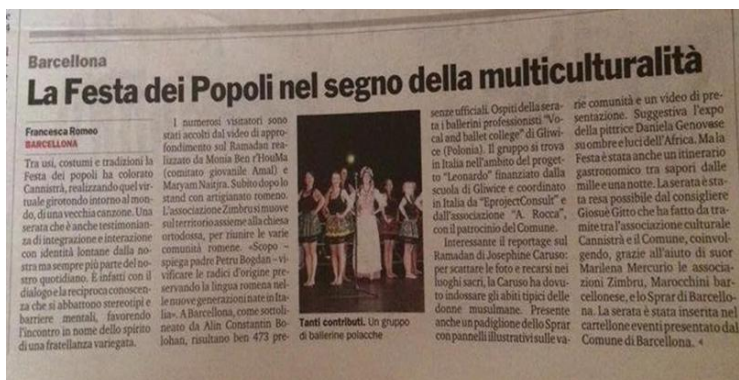 Barcellona
La Festa dei Popoli nel segno della multiculturalità
Francesca Romeo
BARCELLONA
Tra usi, costumi e tradizioni la
Festa dei popoli ha colorato
Cannistrà, realizzando quel vir-
tuale girotondo intorno al mon-
do, di una vecchia canzone. Una
serata che è anche testimonian-
za di integrazione e interazione
con identità lontane dalla no-
stra ma sempre più parte del no-
stro quotidiano. E infatti con il
dialogo e la reciproca conoscen-
za che si abbattono stereotipi e
barriere mentali, favorendo
l'incontro in nome dello spirito
di una fratellanza variegata.
I numerosi visitatori sono
stati accolti dal video di appro-
fondimento sul Ramadan rea-
lizzato da Monia Ben r'HouMa
(comitato giovanile Amal) e
Maryam Naitjra. Subito dopo lo
stand con artigianato romeno.
L'associazione Zimbru si muove
sul territorio assieme alla chiesa
ortodossa, per riunire le varie
comunità romene. «Scopo –
spiega padre Petru Bogdan – vi-
vificare le radici d'origine preser-
vando la lingua romena nel-
le nuove generazioni nate in Ita-
lia». A Barcellona, come sottoli-
neato da Alin Constantin Bo-
lohan, risultano ben 473 pre-
Tanti contributi. Un gruppo
di ballerine polacche
senze ufficiali. Ospiti della sera-
ta i ballerini professionisti "Vo-
cal and ballet college" di Gliwi-
ce (Polonia). Il gruppo si trova
in Italia nell'ambito del proget-
to "Leonardo" finanziato dalla
scuola di Gliwice e coordinato
in Italia da "EprojectConsult" e
dall'associazione "A. Rocca",
con il patrocinio del Comune.
Interessante il reportage sul
Ramadan di Josephine Caruso:
per scattare le foto e recarsi nei
luoghi sacri, la Caruso ha dovu-
to indossare gli abiti tipici delle
donne musulmane. Presente
anche un padiglione dello Sprar
con pannelli illustrativi sulle va-
rie comunità e un video di pre-
sentazione. Suggestiva l'expo
della pittrice Daniela Genovese
su ombre e luci dell'Africa. Ma la
Festa è stata anche un itinerario
gastronomico tra sapori dalle
mille e una notte. La serata è sta-
ta resa possibile dal consigliere
Giosuè Gitto che ha fatto da tra-
mite tra l'associazione culturale
Cannistrà e il Comune, coinvol-
gendo, grazie all'aiuto di suor
Marilena Mercurio le associa-
zioni Zimbru, Marocchini bar-
cellonese, e lo Sprar di Barcello-
na. La serata è stata inserita nel
cartellone eventi presentato dal
Comune di Barcellona.